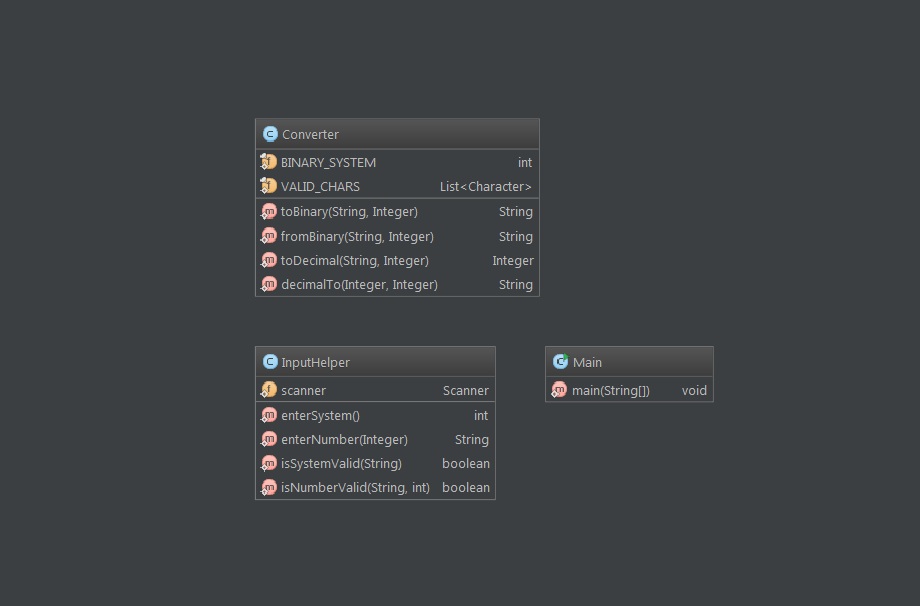 Converter
BINARY_SYSTEM int
VALID_CHARS List<Character>
toBinary(String, Integer) String
fromBinary(String, Integer) String
toDecimal(String, Integer) Integer
decimalTo(Integer, Integer) String
InputHelper
scanner Scanner
enterSystem() int
enterNumber(Integer) String
isSystemValid(String) boolean
isNumberValid(String, int) boolean
Main
main(String[]) void